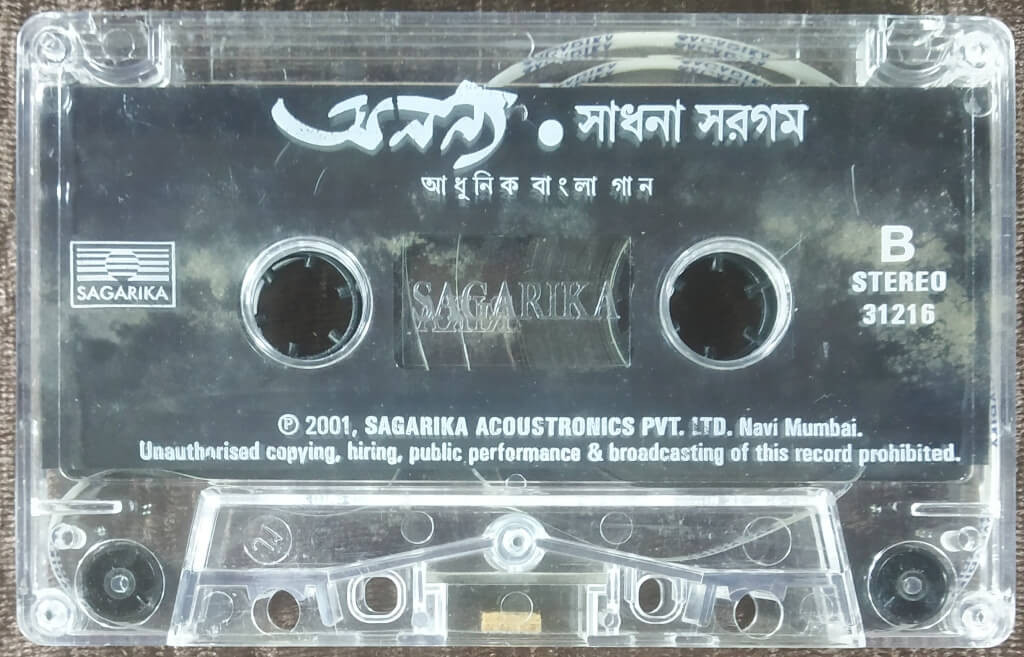 অনন্য • সাধনা সরগম
আধুনিক বাংলা গান
SAGARIKA
SAGARIKA
B
STEREO
31216
℗ 2001, SAGARIKA ACOUSTRONICS PVT. LTD. Navi Mumbai.
Unauthorised copying, hiring, public performance & broadcasting of this record prohibited.